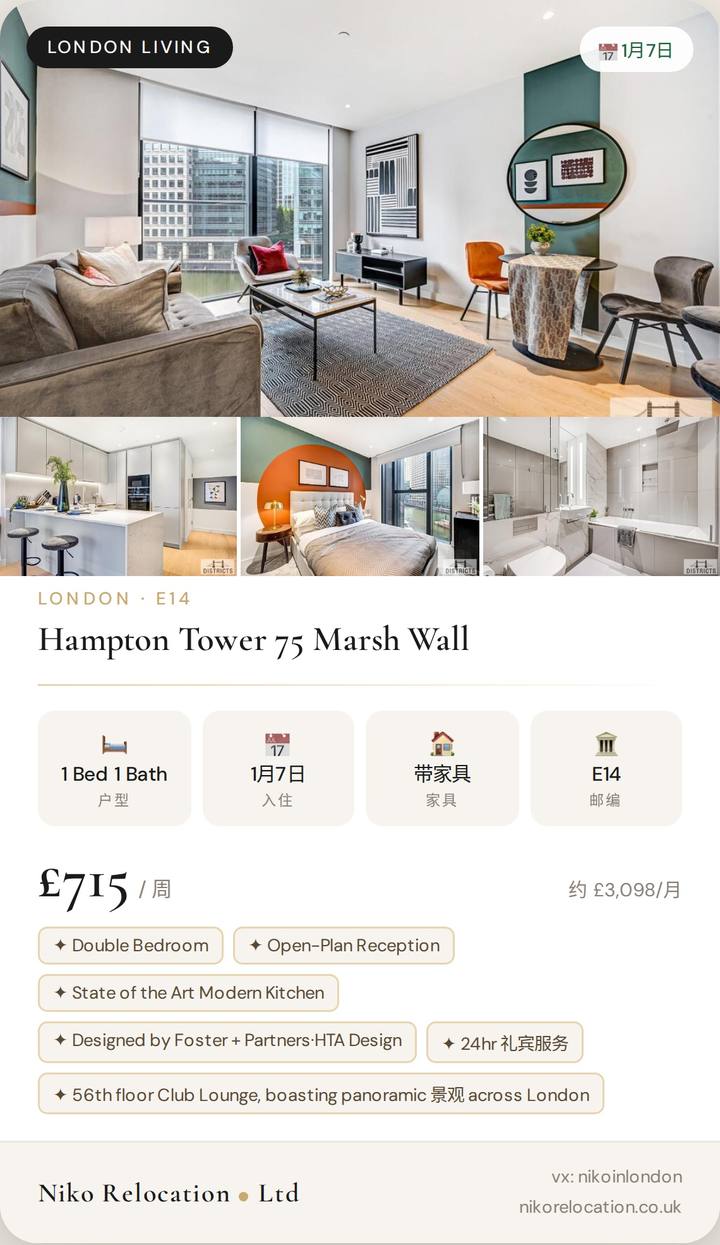 LONDON LIVING
📅 1月7日
DISTRICTS
DISTRICTS
DISTRICTS
LONDON · E14
Hampton Tower 75 Marsh Wall
1 Bed 1 Bath
户型
17
1月7日
入住
带家具
家具
E14
邮编
£715 / 周
约 £3,098/月
✦ Double Bedroom
✦ Open-Plan Reception
✦ State of the Art Modern Kitchen
✦ Designed by Foster + Partners·HTA Design
✦ 24hr 礼宾服务
✦ 56th floor Club Lounge, boasting panoramic 景观 across London
Niko Relocation • Ltd
vx: nikoinlondon
nikorelocation.co.uk